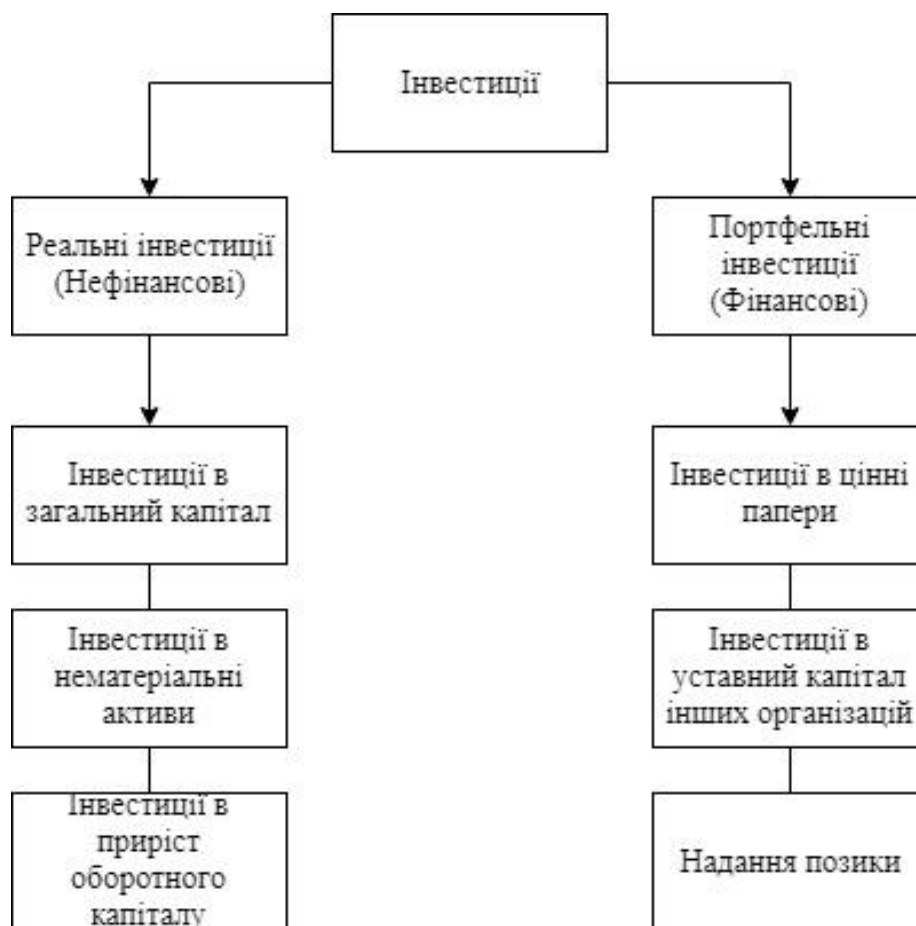 Інвестиції
Реальні інвестиції
(Нефінансові)
Портфельні
інвестиції
(Фінансові)
Інвестиції в
загальний капітал
Інвестиції в цінні
папери
Інвестиції в
нематеріальні
активи
Інвестиції в
уставний капітал
інших організацій
Інвестиції в
приріст
оборотного
капіталу
Надання позики